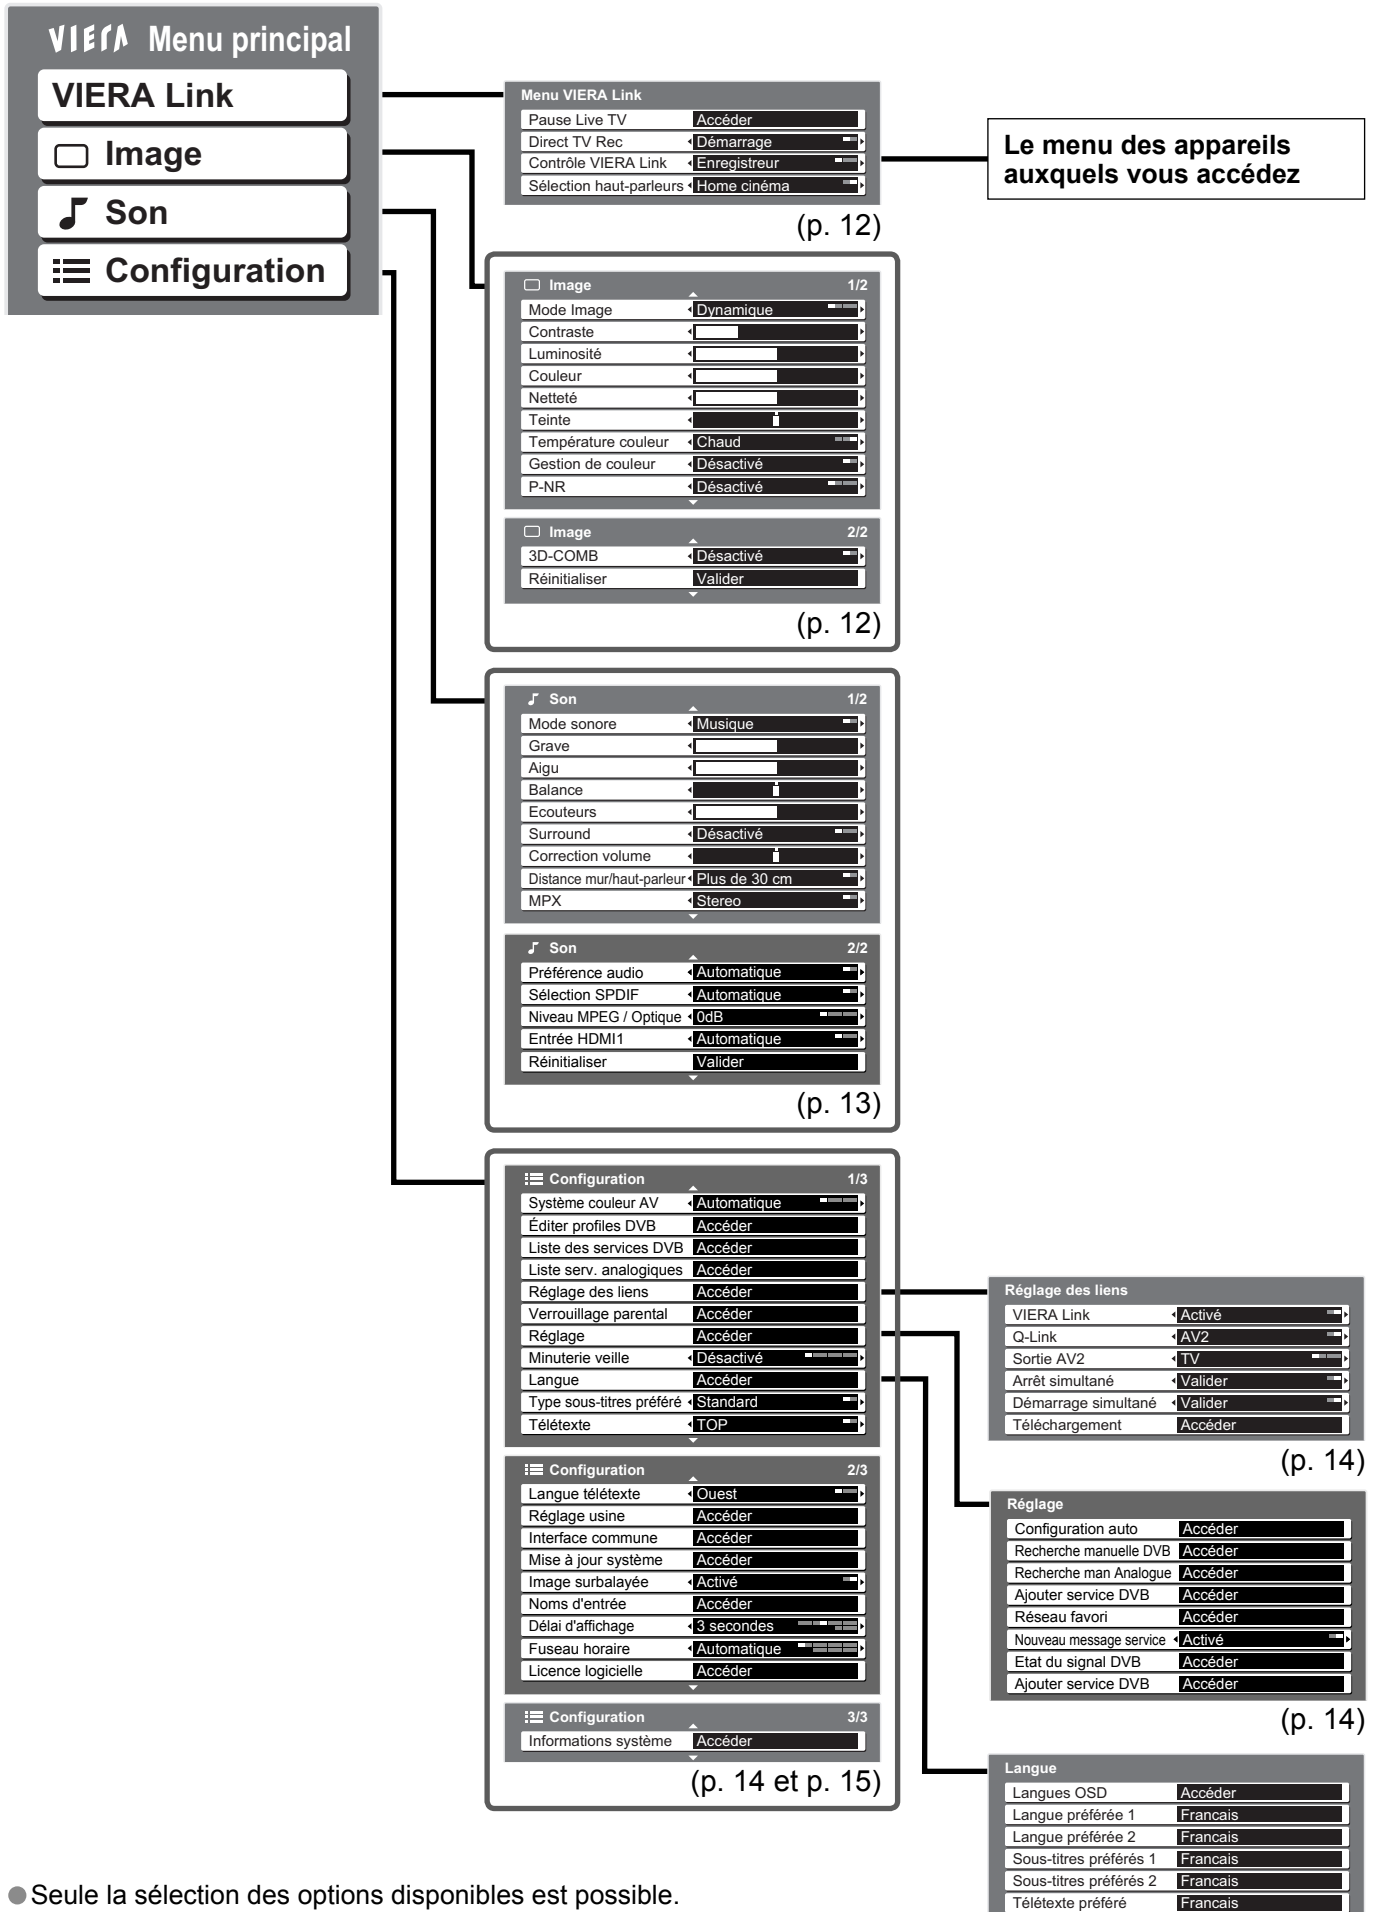 VIERA Menu principal
VIERA Link
Image
Son
Configuration
Menu VIERA Link
Pause Live TV Accéder
Direct TV Rec Démarrage
Contrôle VIERA Link Enregistreur
Sélection haut-parleurs Home cinéma
(p. 12)
Le menu des appareils
auxquels vous accédez
Image 1/2
Mode Image Dynamique
Contraste
Luminosité
Couleur
Netteté
Teinte
Température couleur Chaud
Gestion de couleur Désactivé
P-NR Désactivé
Image 2/2
3D-COMB Désactivé
Réinitialiser Valider
(p. 12)
Son 1/2
Mode sonore Musique
Grave
Aigu
Balance
Ecouteurs
Surround Désactivé
Correction volume
Distance mur/haut-parleur Plus de 30 cm
MPX Stereo
Son 2/2
Préférence audio Automatique
Sélection SPDIF Automatique
Niveau MPEG / Optique 0dB
Entrée HDMI1 Automatique
Réinitialiser Valider
(p. 13)
Configuration 1/3
Système couleur AV Automatique
Éditer profiles DVB Accéder
Liste des services DVB Accéder
Liste serv. analogiques Accéder
Réglage des liens Accéder
Verrouillage parental Accéder
Réglage Accéder
Minuterie veille Désactivé
Langue Accéder
Type sous-titres préféré Standard
Télétexte TOP
Configuration 2/3
Langue télétexte Ouest
Réglage usine Accéder
Interface commune Accéder
Mise à jour système Accéder
Image surbalayée Activé
Noms d'entrée Accéder
Délai d'affichage 3 secondes
Fuseau horaire Automatique
Licence logicielle Accéder
Configuration 3/3
Informations système Accéder
(p. 14 et p. 15)
Réglage des liens
VIERA Link Activé
Q-Link AV2
Sortie AV2 TV
Arrêt simultané Valider
Démarrage simultané Valider
Téléchargement Accéder
(p. 14)
Réglage
Configuration auto Accéder
Recherche manuelle DVB Accéder
Recherche man Analogue Accéder
Ajouter service DVB Accéder
Réseau favori Accéder
Nouveau message service Activé
Etat du signal DVB Accéder
Ajouter service DVB Accéder
(p. 14)
Langue
Langues OSD Accéder
Langue préférée 1 Francais
Langue préférée 2 Francais
Sous-titres préférés 1 Francais
Sous-titres préférés 2 Francais
Télétexte préféré Francais
● Seule la sélection des options disponibles est possible.